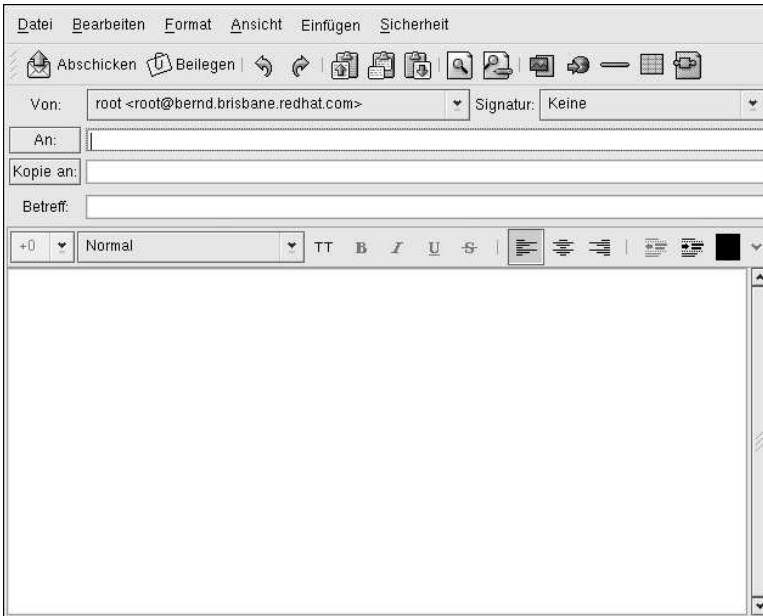 Datei Bearbeiten Format Ansicht Einfügen Sicherheit
Abschicken Beilegen
Von: root <root@bernd.brisbane.redhat.com> Signatur: Keine
An:
Kopie an:
Betreff:
+0 Normal TT B I U S